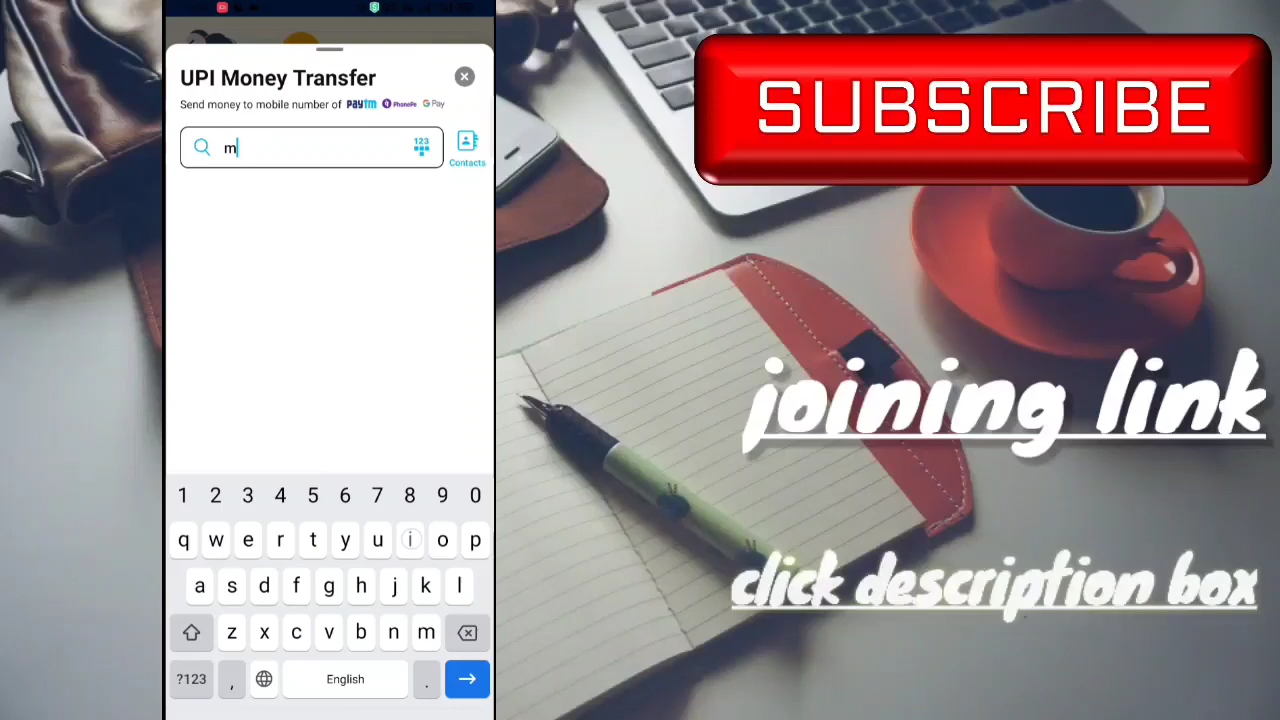 UPI Money Transfer
Send money to mobile number of paytm PhonePe G Pay
m
123
Contacts
1 2 3 4 5 6 7 8 9 0
q w e r t y u i o p
a s d f g h j k l
z x c v b n m
?123 , English .
SUBSCRIBE
joining link
click description box